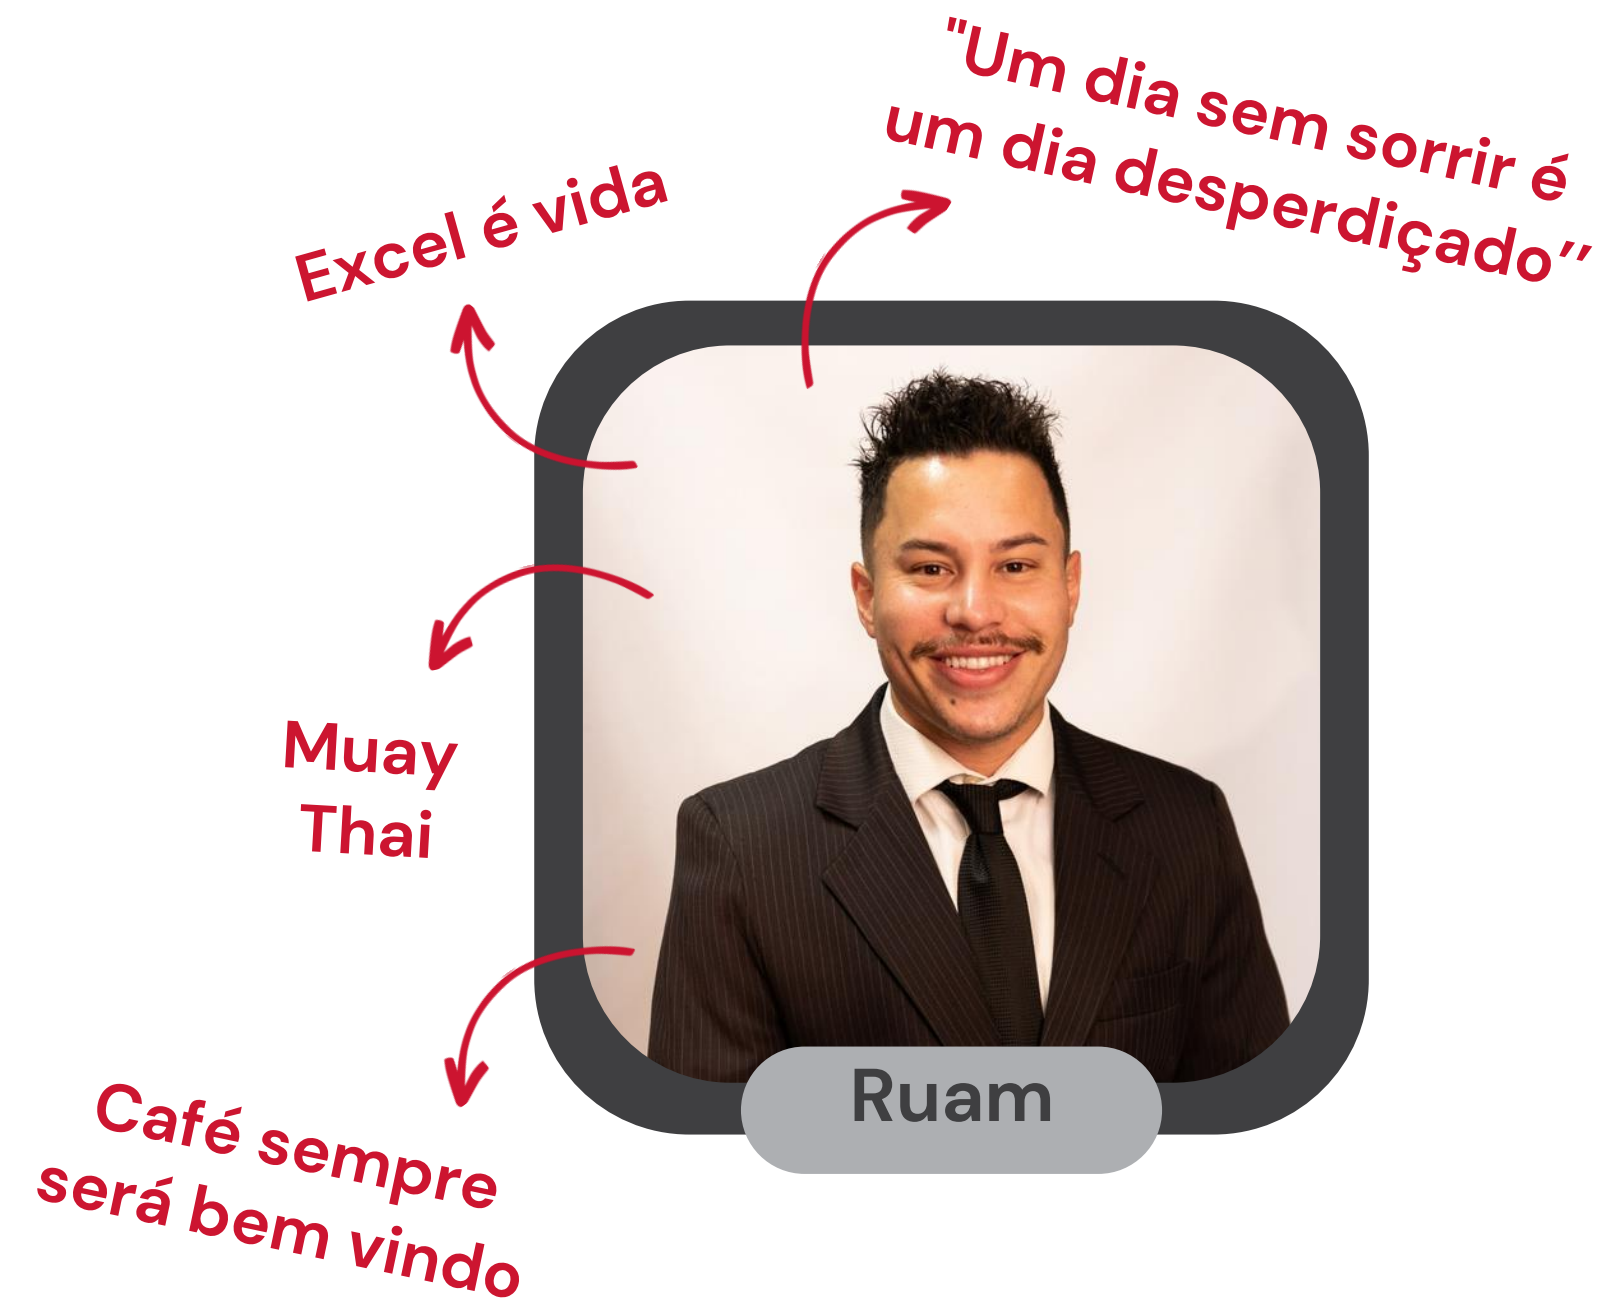 "Um dia sem sorrir é
um dia desperdiçado’’
Excel é vida
Muay
Thai
Café sempre
será bem vindo
Ruam